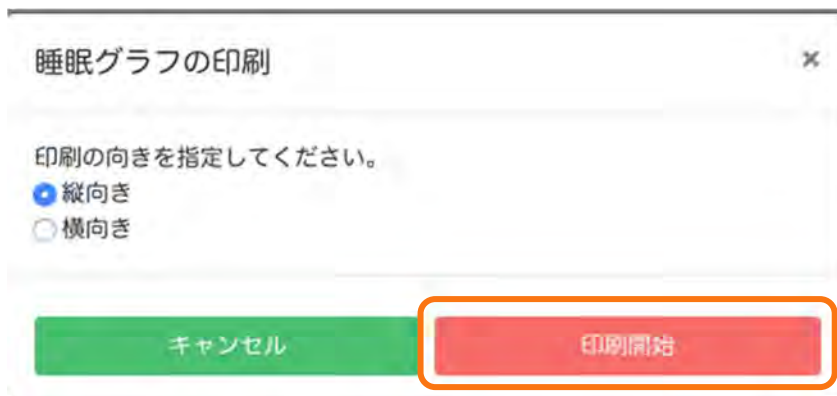 睡眠グラフの印刷
×
印刷の向きを指定してください。
縦向き
横向き
キャンセル
印刷開始